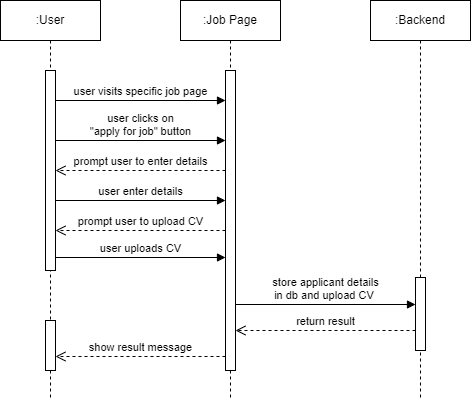 :User
:Job Page
:Backend
user visits specific job page
user clicks on
"apply for job" button
prompt user to enter details
user enter details
prompt user to upload CV
user uploads CV
store applicant details
in db and upload CV
return result
show result message